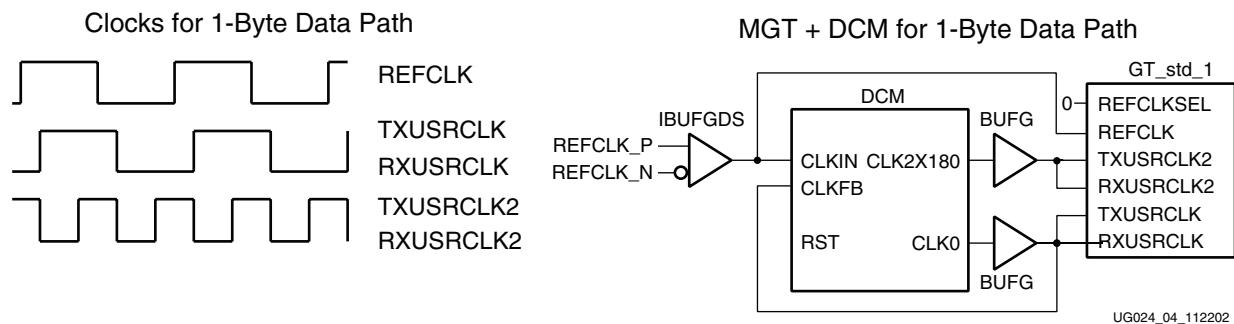 Clocks for 1-Byte Data Path
REFCLK
TXUSRCLK
RXUSRCLK
TXUSRCLK2
RXUSRCLK2
MGT + DCM for 1-Byte Data Path
GT_std_1
DCM
IBUFGDS
BUFG
0
REFCLKSEL
REFCLK
REFCLK_P
REFCLK_N
CLKIN
CLK2X180
TXUSRCLK2
CLKFB
RXUSRCLK2
TXUSRCLK
RST
CLK0
RXUSRCLK
BUFG
UG024_04_112202